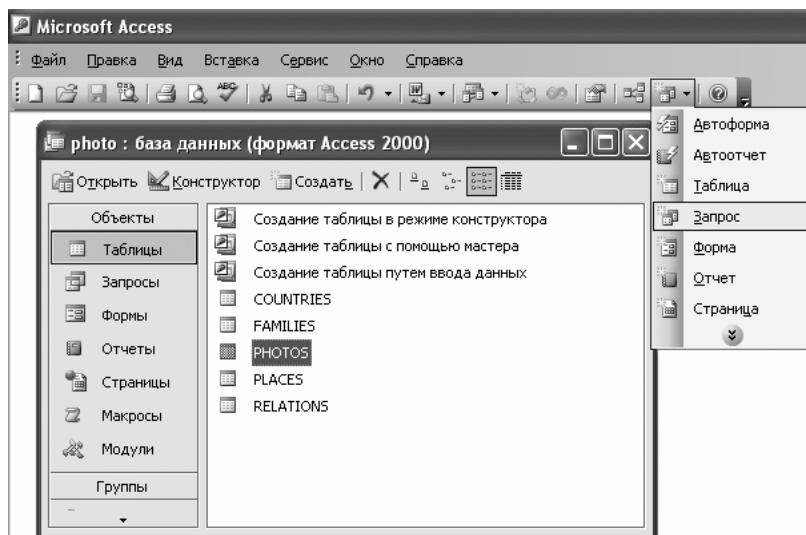 Microsoft Access
Файл Правка Вид Вставка Сервис Окно Справка
photo : база данных (формат Access 2000)
Открыть Конструктор Создать
Объекты
Таблицы
Запросы
Формы
Отчеты
Страницы
Макросы
Модули
Группы
Создание таблицы в режиме конструктора
Создание таблицы с помощью мастера
Создание таблицы путем ввода данных
COUNTRIES
FAMILIES
PHOTOS
PLACES
RELATIONS
Автоформа
Автоотчет
Таблица
Запрос
Форма
Отчет
Страница